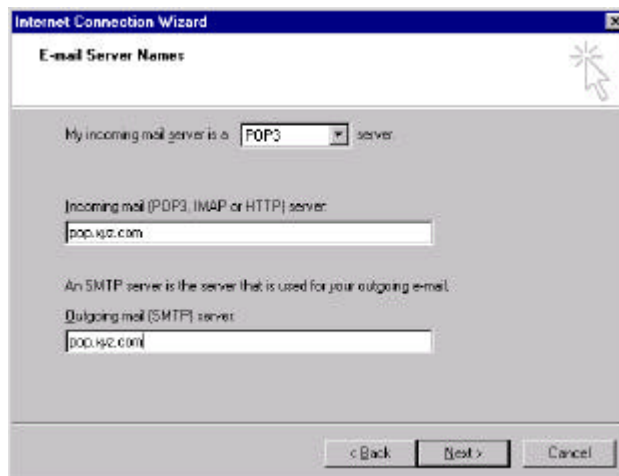 Internet Connection Wizard
E-mail Server Names
My incoming mail server is a POP3 server.
Incoming mail (POP3, IMAP or HTTP) server:
pop.xyz.com
An SMTP server is the server that is used for your outgoing e-mail.
Outgoing mail (SMTP) server:
pop.xyz.com
< Back Next > Cancel